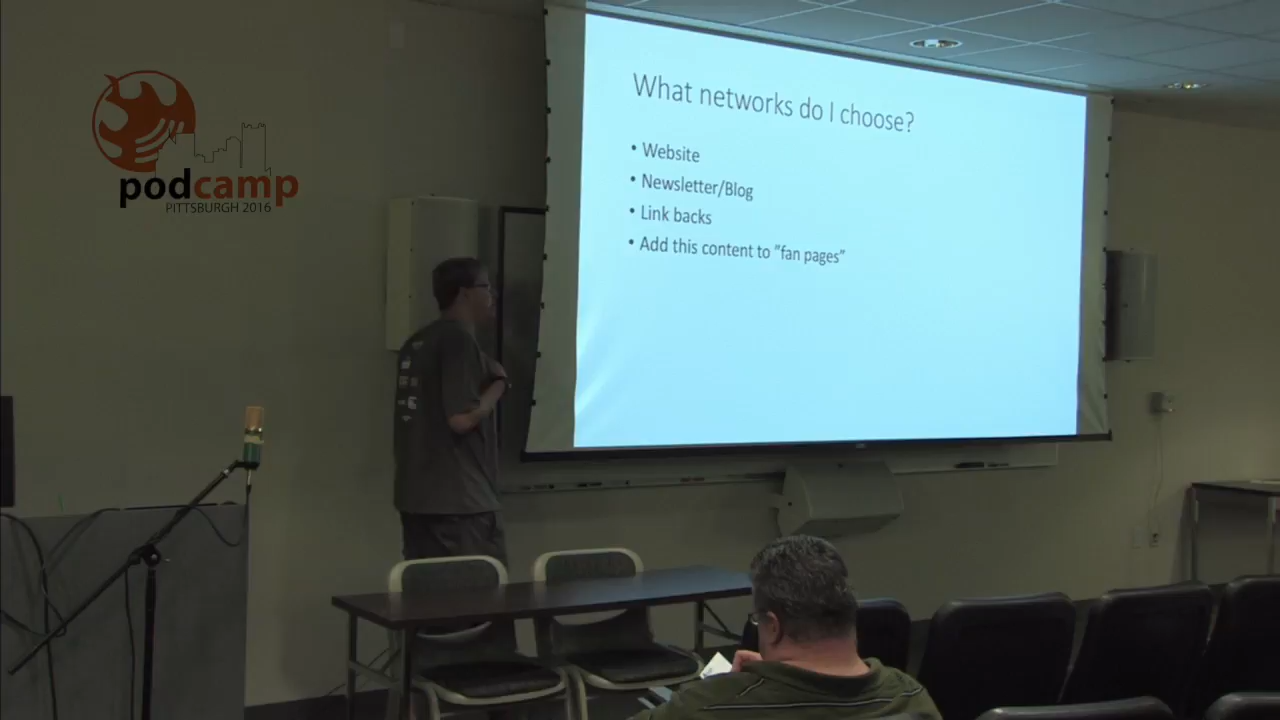 podcamp
PITTSBURGH 2016
What networks do I choose?
• Website
• Newsletter/Blog
• Link backs
• Add this content to "fan pages"